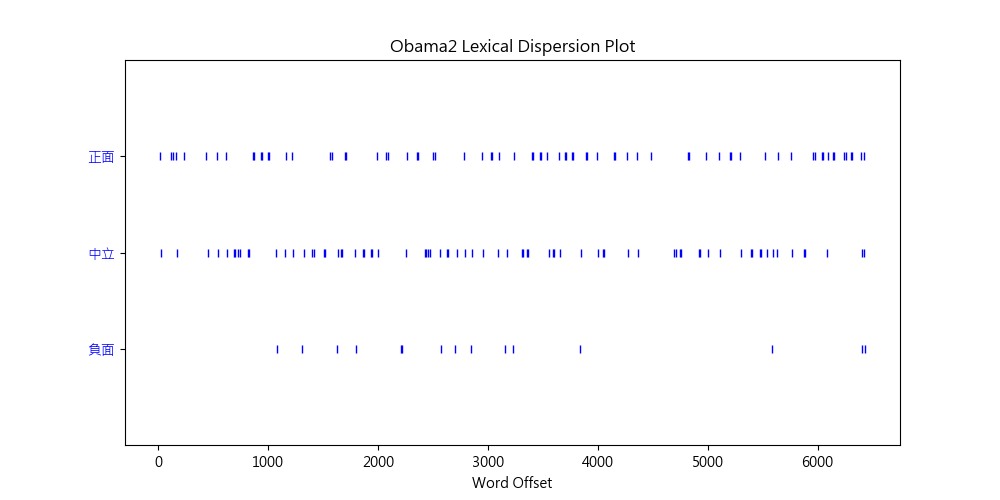 Obama2 Lexical Dispersion Plot
正面
中立
負面
0 1000 2000 3000 4000 5000 6000
Word Offset